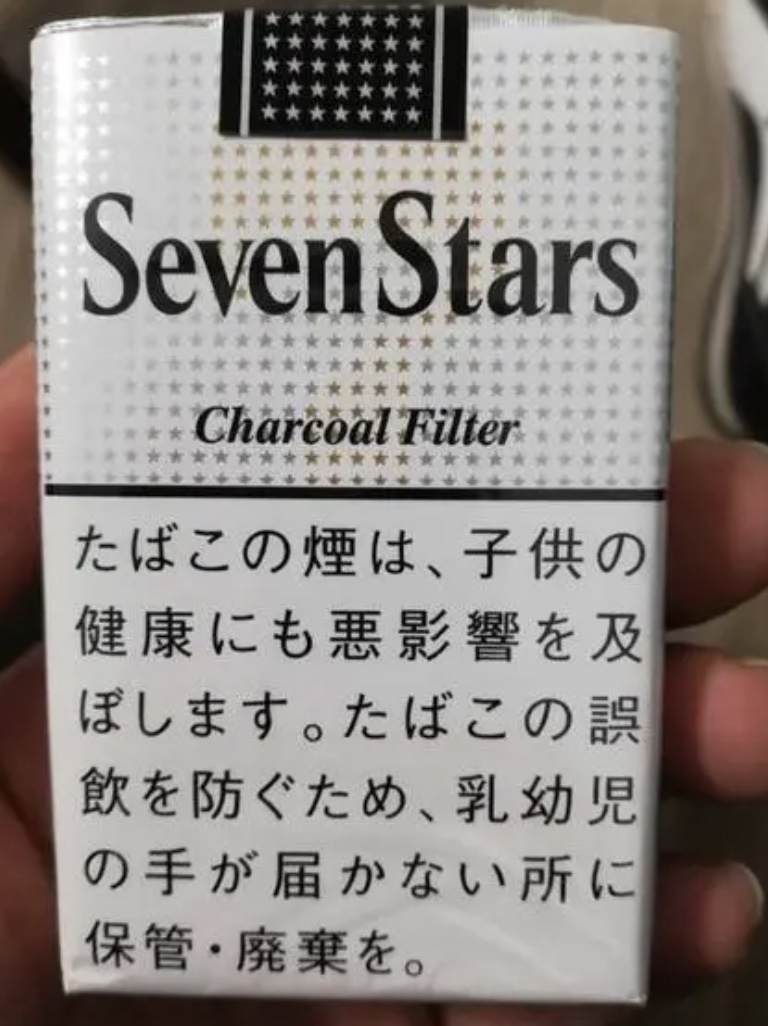 Seven Stars
Charcoal Filter
たばこの煙は、子供の
健康にも悪影響を及
ぼします。たばこの誤
飲を防ぐため、乳幼児
の手が届かない所に
保管・廃棄を。